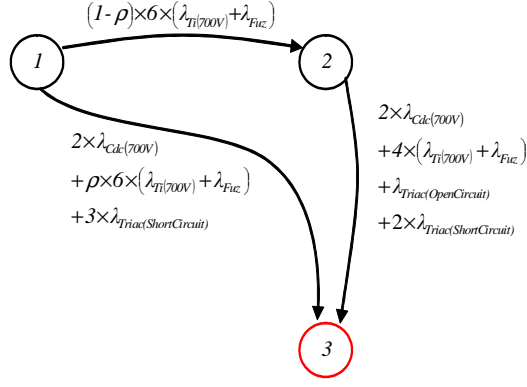 (1-ρ)×6×(λTi(700V)+λFuz)
1
2
2×λCdc(700V)
+ρ×6×(λTi(700V)+λFuz)
+3×λTriac(ShortCircuit)
2×λCdc(700V)
+4×(λTi(700V)+λFuz)
+λTriac(OpenCircuit)
+2×λTriac(ShortCircuit)
3